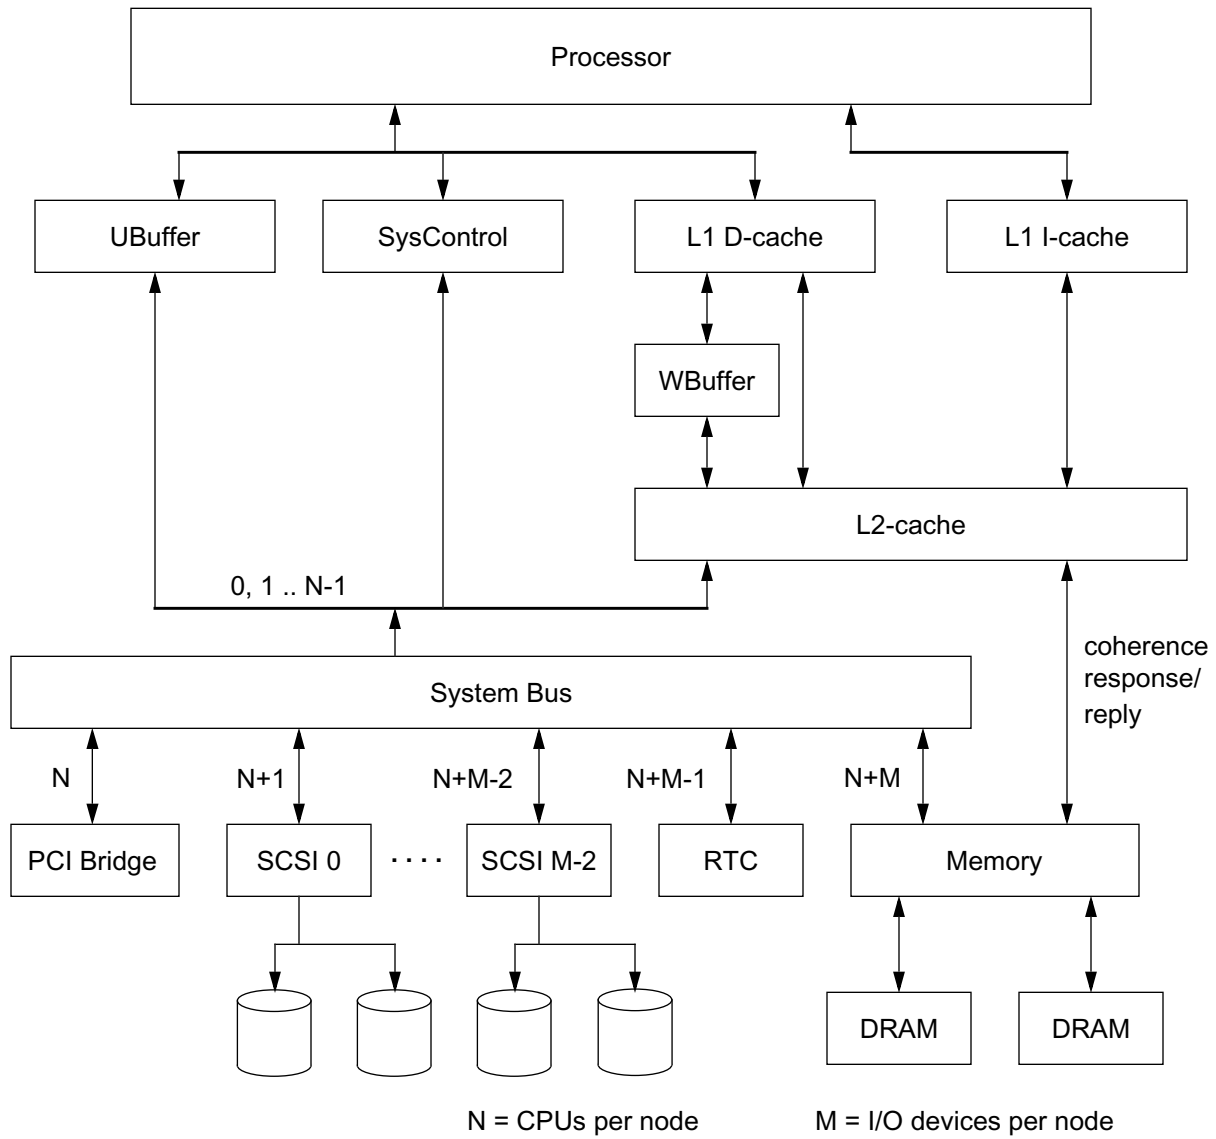 Processor
UBuffer
SysControl
L1 D-cache
L1 I-cache
WBuffer
L2-cache
0, 1 .. N-1
coherence
response/
reply
System Bus
N
N+1
N+M-2
N+M-1
N+M
PCI Bridge
SCSI 0
. . . .
SCSI M-2
RTC
Memory
DRAM
DRAM
N = CPUs per node
M = I/O devices per node